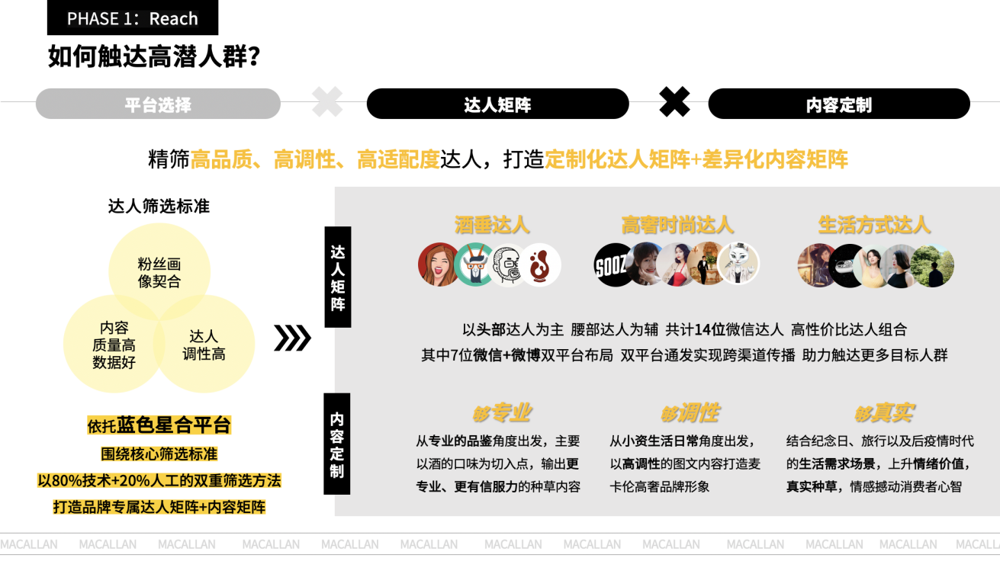 PHASE 1：Reach
如何触达高潜人群？
平台选择
达人矩阵
内容定制
精筛高品质、高调性、高适配度达人，打造定制化达人矩阵+差异化内容矩阵
达人筛选标准
粉丝画
像契合
内容
质量高
数据好
达人
调性高
依托蓝色星合平台
围绕核心筛选标准
以80%技术+20%人工的双重筛选方法
打造品牌专属达人矩阵+内容矩阵
达人矩阵
酒垂达人
高奢时尚达人
生活方式达人
SOOZ
以头部达人为主 腰部达人为辅 共计14位微信达人 高性价比达人组合
其中7位微信+微博双平台布局 双平台通发实现跨渠道传播 助力触达更多目标人群
内容定制
够专业
从专业的品鉴角度出发，主要
以酒的口味为切入点，输出更
专业、更有信服力的种草内容
够调性
从小资生活日常角度出发，
以高调性的图文内容打造麦
卡伦高奢品牌形象
够真实
结合纪念日、旅行以及后疫情时代
的生活需求场景，上升情绪价值，
真实种草，情感撼动消费者心智
MACALLAN MACALLAN MACALLAN MACALLAN MACALLAN MACALLAN MACALLAN MACALLAN MACALLAN MACALLAN MACALLAN MACALLAN MACALLA